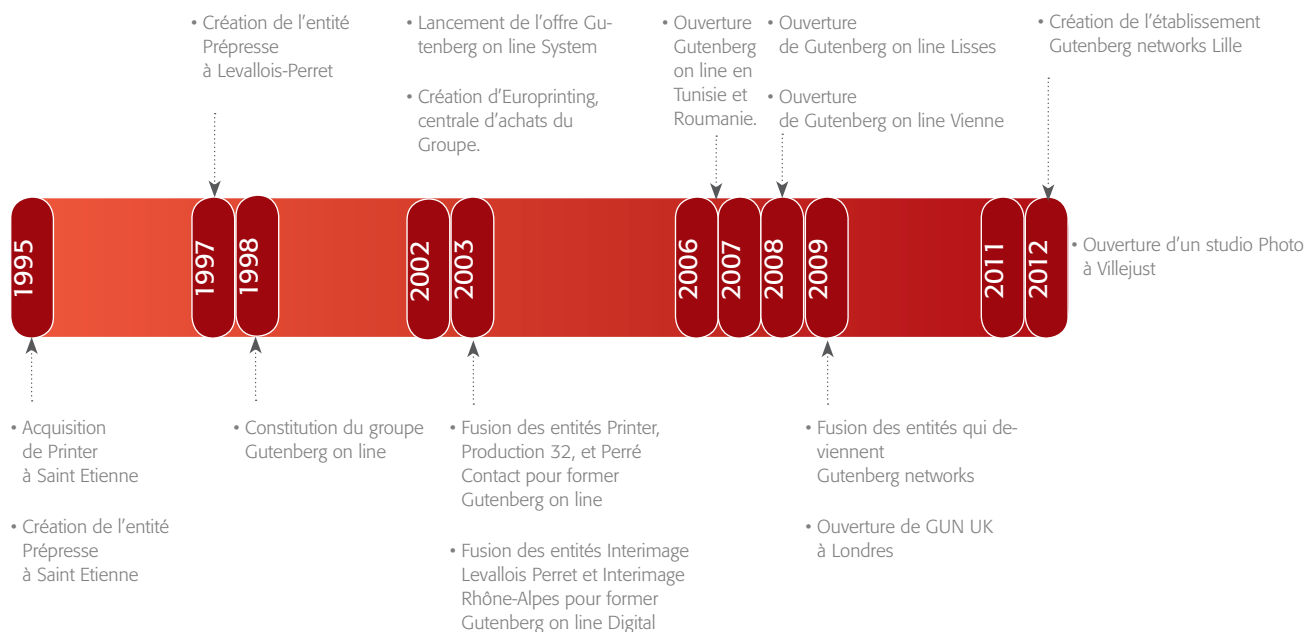 • Création de l’entité
Prépresse
à Levallois-Perret
• Lancement de l’offre Gu-
tenberg on line System
• Création d’Europrinting,
centrale d’achats du
Groupe.
• Ouverture
Gutenberg
on line en
Tunisie et
Roumanie.
• Ouverture
de Gutenberg on line Lisses
• Ouverture
de Gutenberg on line Vienne
• Création de l’établissement
Gutenberg networks Lille
1995
1997
1998
2002
2003
2006
2007
2008
2009
2011
2012
• Ouverture d’un studio Photo
à Villejust
• Acquisition
de Printer
à Saint Etienne
• Création de l’entité
Prépresse
à Saint Etienne
• Constitution du groupe
Gutenberg on line
• Fusion des entités Printer,
Production 32, et Perré
Contact pour former
Gutenberg on line
• Fusion des entités Interimage
Levallois Perret et Interimage
Rhône-Alpes pour former
Gutenberg on line Digital
• Fusion des entités qui de-
viennent
Gutenberg networks
• Ouverture de GUN UK
à Londres